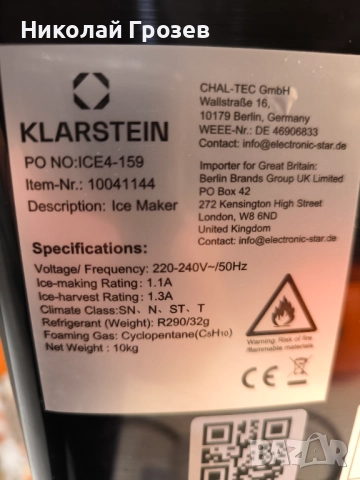 Николай Грозев
KLARSTEIN
PO NO:ICE4-159
Item-Nr.: 10041144
Description: Ice Maker
CHAL-TEC GmbH
Wallstraße 16,
10179 Berlin, Germany
WEEE-Nr.: DE 46906833
Contact: info@electronic-star.de
Importer for Great Britain:
Berlin Brands Group UK Limited
PO Box 42
272 Kensington High Street
London, W8 6ND
United Kingdom
Contact: info@electronic-star.de
Specifications:
Voltage/ Frequency: 220-240V~/50Hz
Ice-making Rating: 1.1A
Ice-harvest Rating: 1.3A
Climate Class:SN、N、ST、T
Refrigerant (Weight): R290/32g
Foaming Gas: Cyclopentane(C₅H₁₀)
Net Weight: 10kg
Warning: Risk of fire
/flammable materials
CE
BAZAR